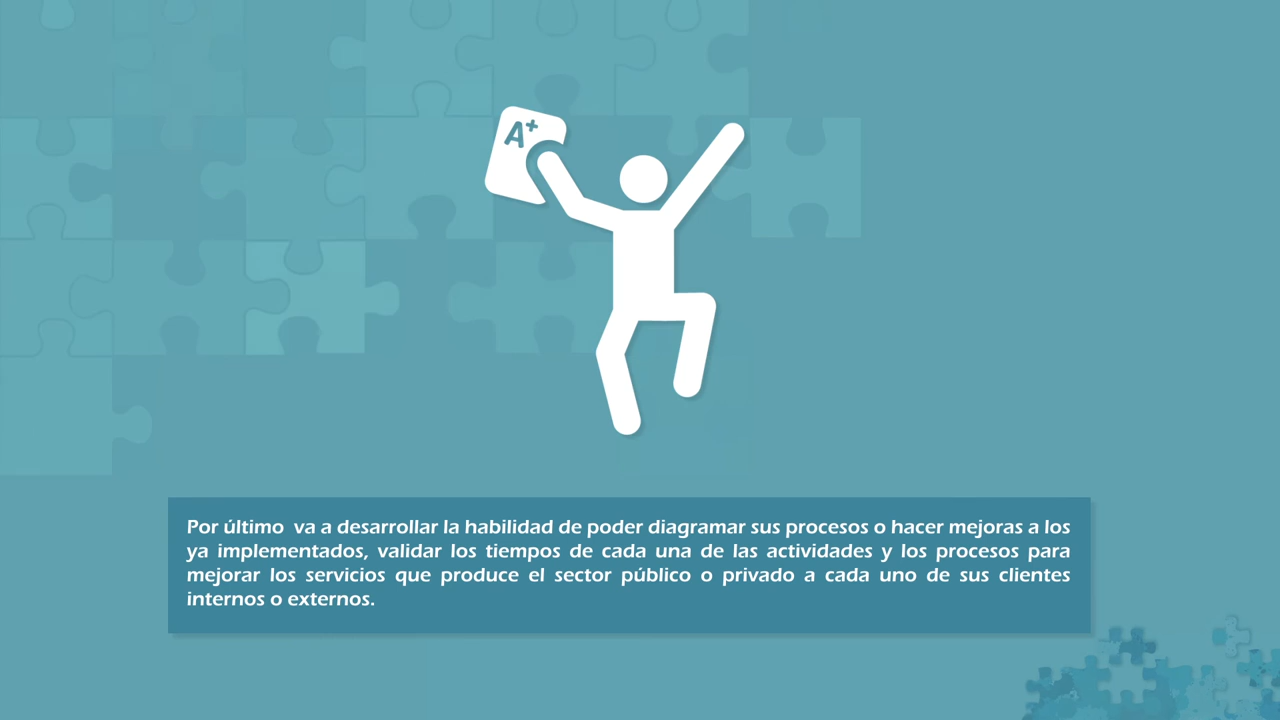 A+
Por último va a desarrollar la habilidad de poder diagramar sus procesos o hacer mejoras a los
ya implementados, validar los tiempos de cada una de las actividades y los procesos para
mejorar los servicios que produce el sector público o privado a cada uno de sus clientes
internos o externos.